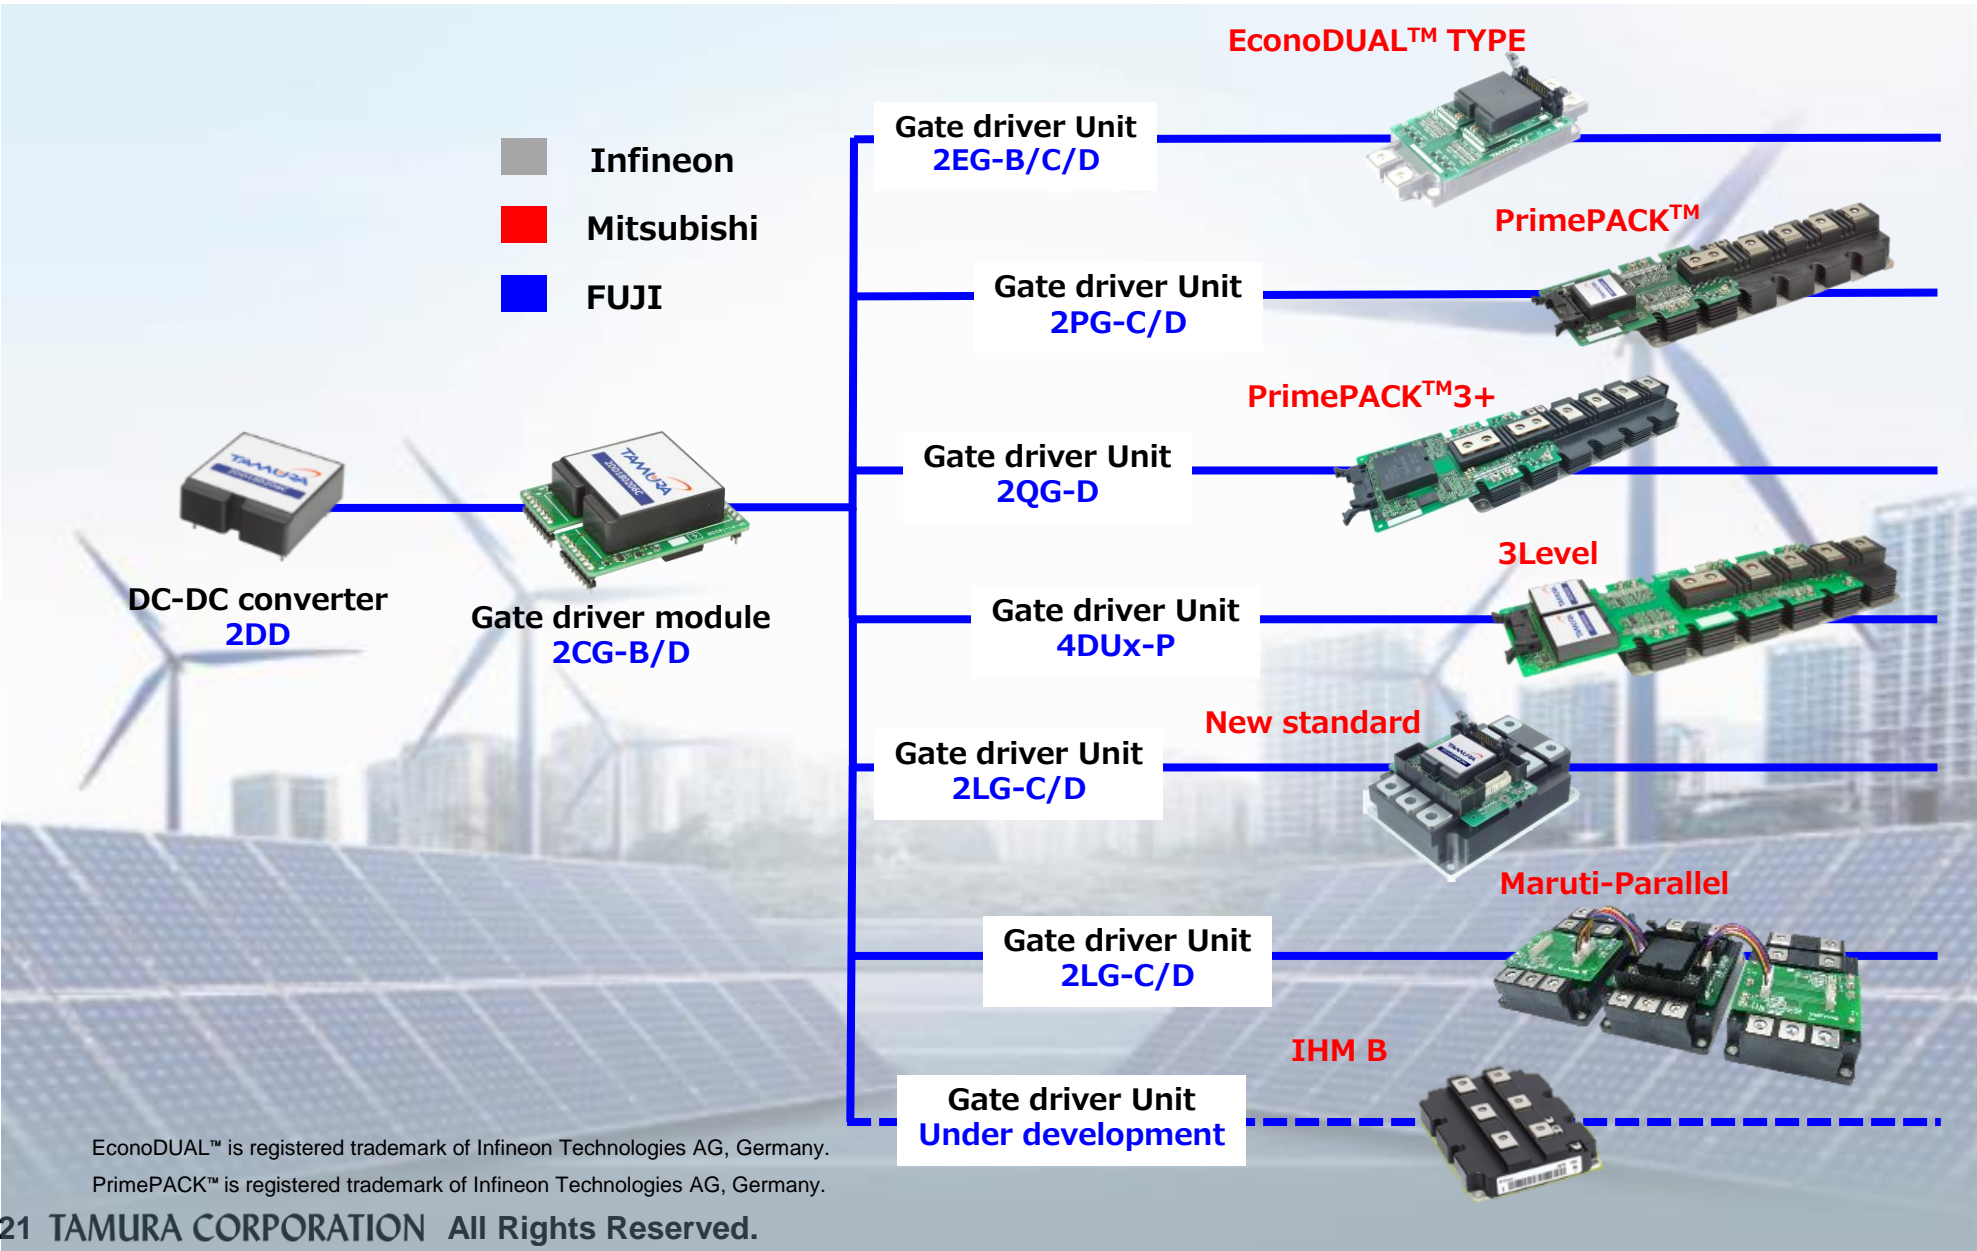 EconoDUAL™ TYPE
Gate driver Unit
2EG-B/C/D
Infineon
Mitsubishi
FUJI
PrimePACK™
Gate driver Unit
2PG-C/D
PrimePACK™3+
Gate driver Unit
2QG-D
TAMURA
TAMURA
200180206C
DC-DC converter
2DD
Gate driver module
2CG-B/D
3Level
Gate driver Unit
4DUx-P
New standard
Gate driver Unit
2LG-C/D
Maruti-Parallel
Gate driver Unit
2LG-C/D
IHM B
Gate driver Unit
Under development
EconoDUAL™ is registered trademark of Infineon Technologies AG, Germany.
PrimePACK™ is registered trademark of Infineon Technologies AG, Germany.
21 TAMURA CORPORATION All Rights Reserved.